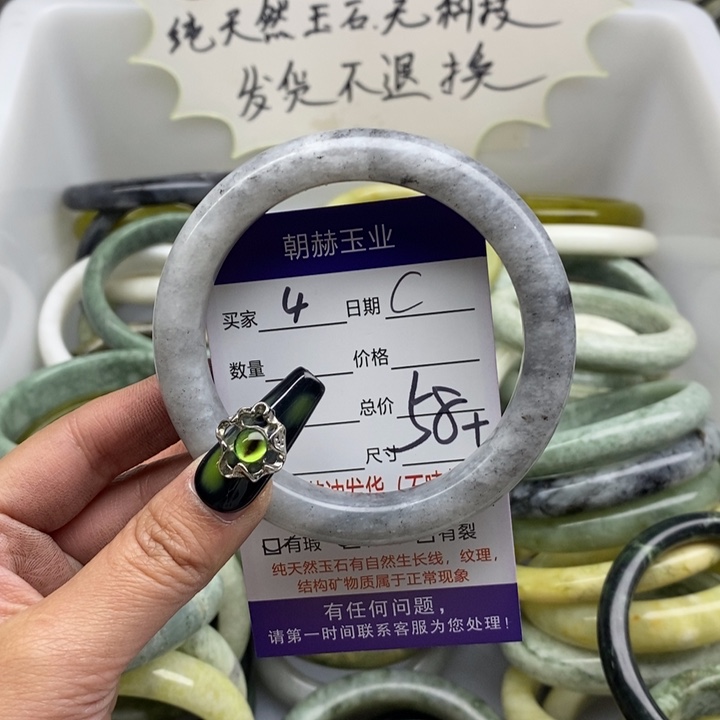 纯天然玉石.无科技
发货不退换
朝赫玉业
买家 4 日期 C
数量 价格
总价 58+
尺寸
有瑕 有裂
纯天然玉石有自然生长线，纹理，
结构矿物质属于正常现象
有任何问题，
请第一时间联系客服为您处理!